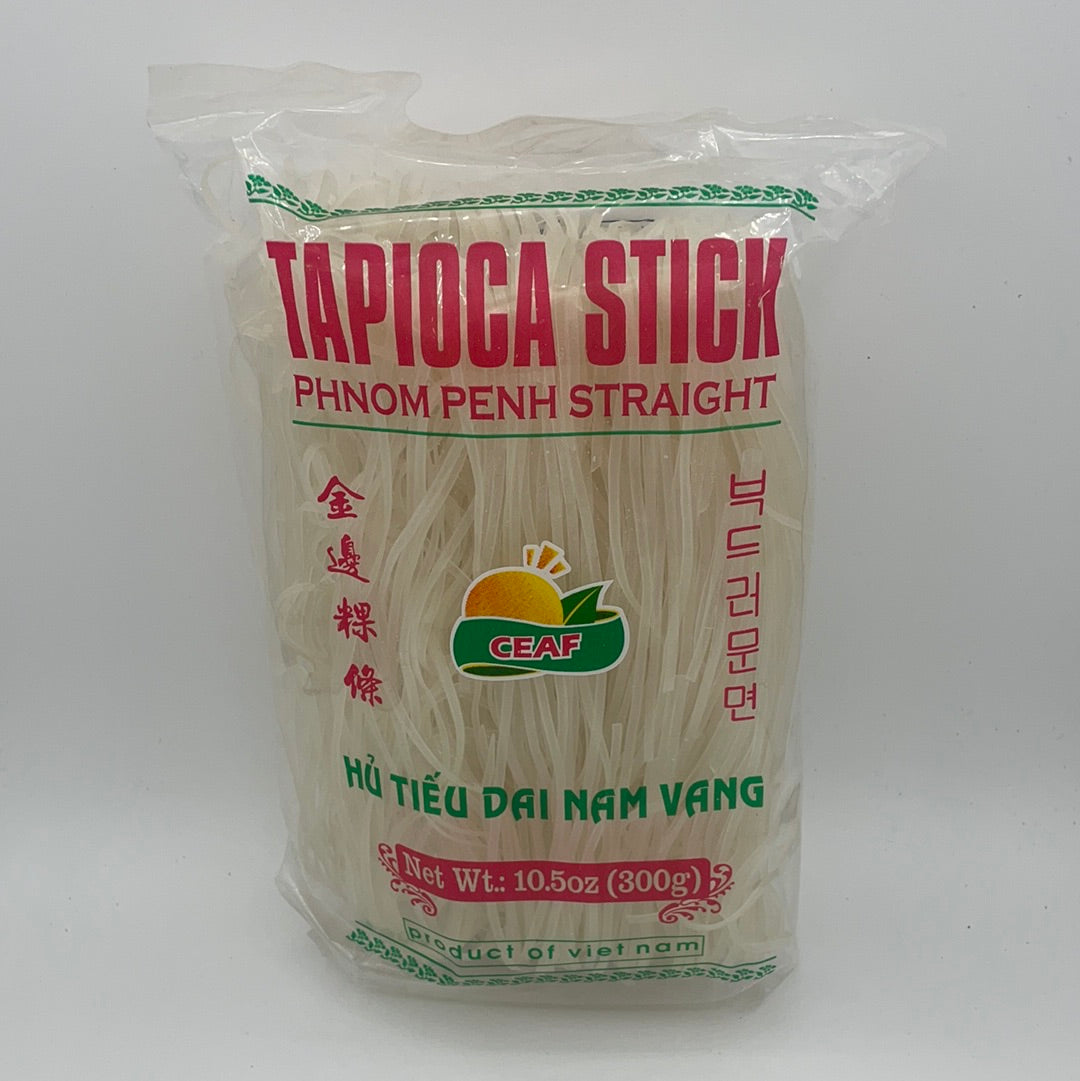 TAPIOCA STICK
PHNOM PENH STRAIGHT
金邊粿條
부드러운면
CEAF
HỦ TIẾU DAI NAM VANG
Net Wt.: 10.5oz (300g)
product of viet nam